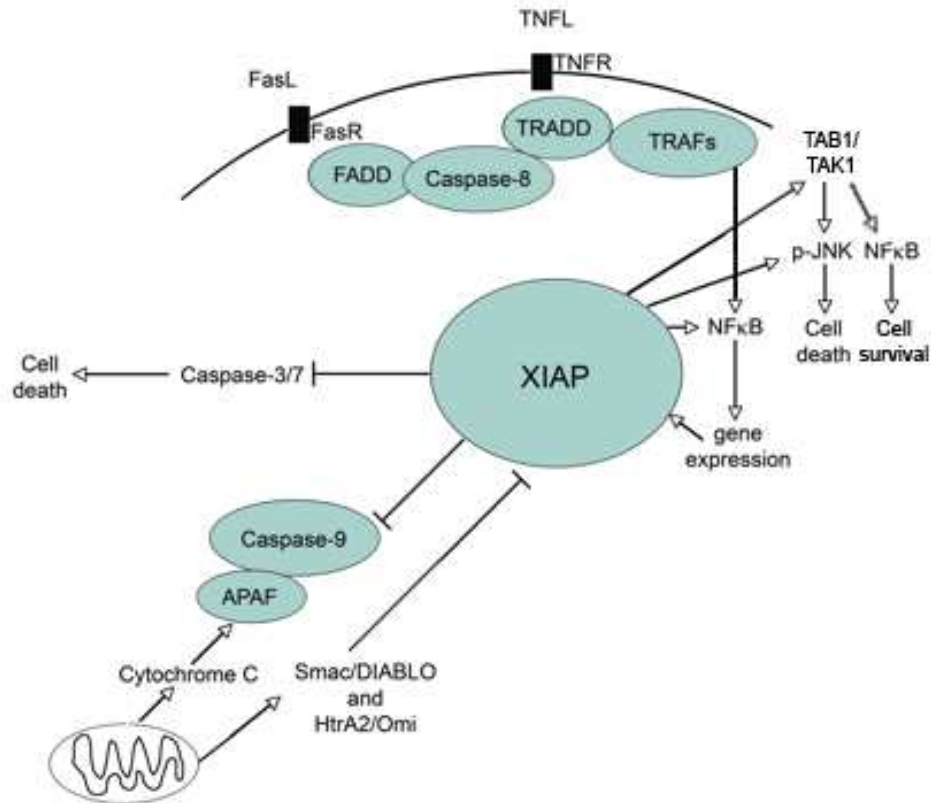 TNFL
TNFR
FasL
FasR
TRADD
TRAFs
FADD
Caspase-8
TAB1/
TAK1
p-JNK
NFκB
Cell
death
Cell
survival
NFκB
gene
expression
XIAP
Caspase-3/7
Cell
death
Caspase-9
APAF
Cytochrome C
Smac/DIABLO
and
HtrA2/Omi